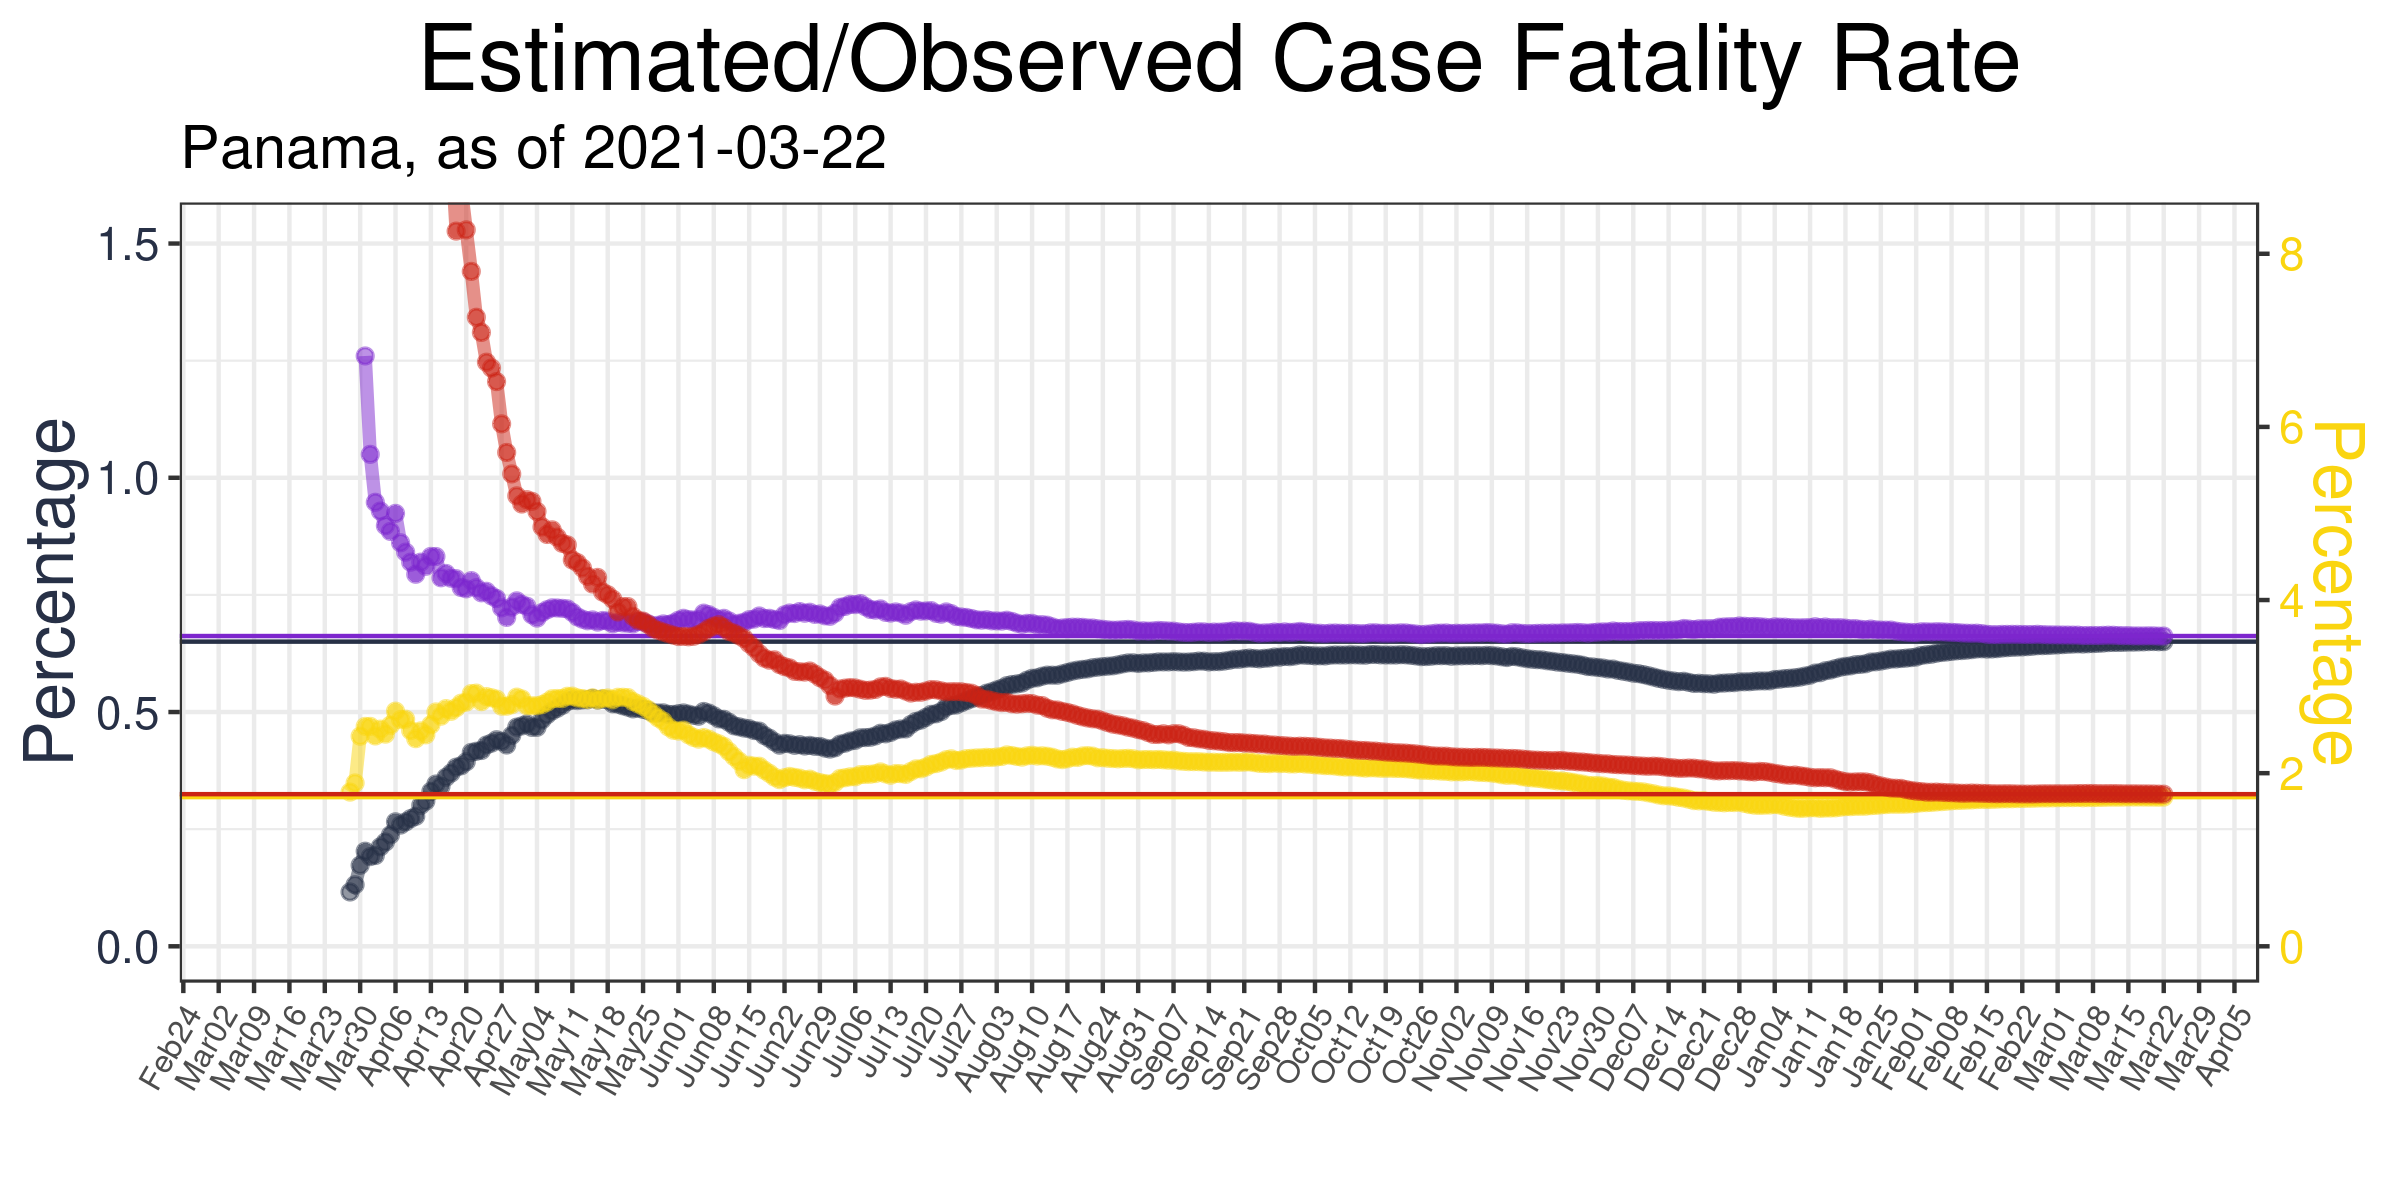 Estimated/Observed Case Fatality Rate
Panama, as of 2021-03-22
Percentage
1.5
1.0
0.5
0.0
8
6
4
2
0
Percentage
Feb24 Mar02 Mar09 Mar16 Mar23 Mar30 Apr06 Apr13 Apr20 Apr27 May04 May11 May18 May25 Jun01 Jun08 Jun15 Jun22 Jun29 Jul06 Jul13 Jul20 Jul27 Aug03 Aug10 Aug17 Aug24 Aug31 Sep07 Sep14 Sep21 Sep28 Oct05 Oct12 Oct19 Oct26 Nov02 Nov09 Nov16 Nov23 Nov30 Dec07 Dec14 Dec21 Dec28 Jan04 Jan11 Jan18 Jan25 Feb01 Feb08 Feb15 Feb22 Mar01 Mar08 Mar15 Mar22 Mar29 Apr05